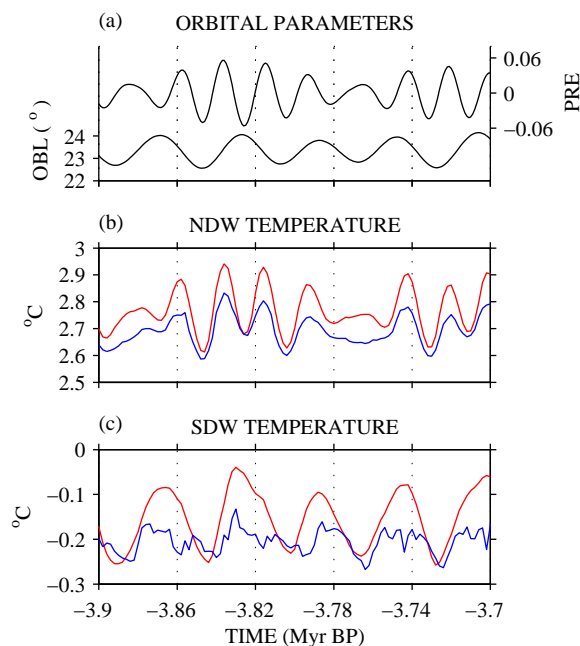 (a) ORBITAL PARAMETERS
0.06
0
−0.06
PRE
OBL ( ° )
24
23
22
(b) NDW TEMPERATURE
3
2.9
2.8
2.7
2.6
2.5
°C
(c) SDW TEMPERATURE
0
−0.1
−0.2
−0.3
°C
−3.9 −3.86 −3.82 −3.78 −3.74 −3.7
TIME (Myr BP)